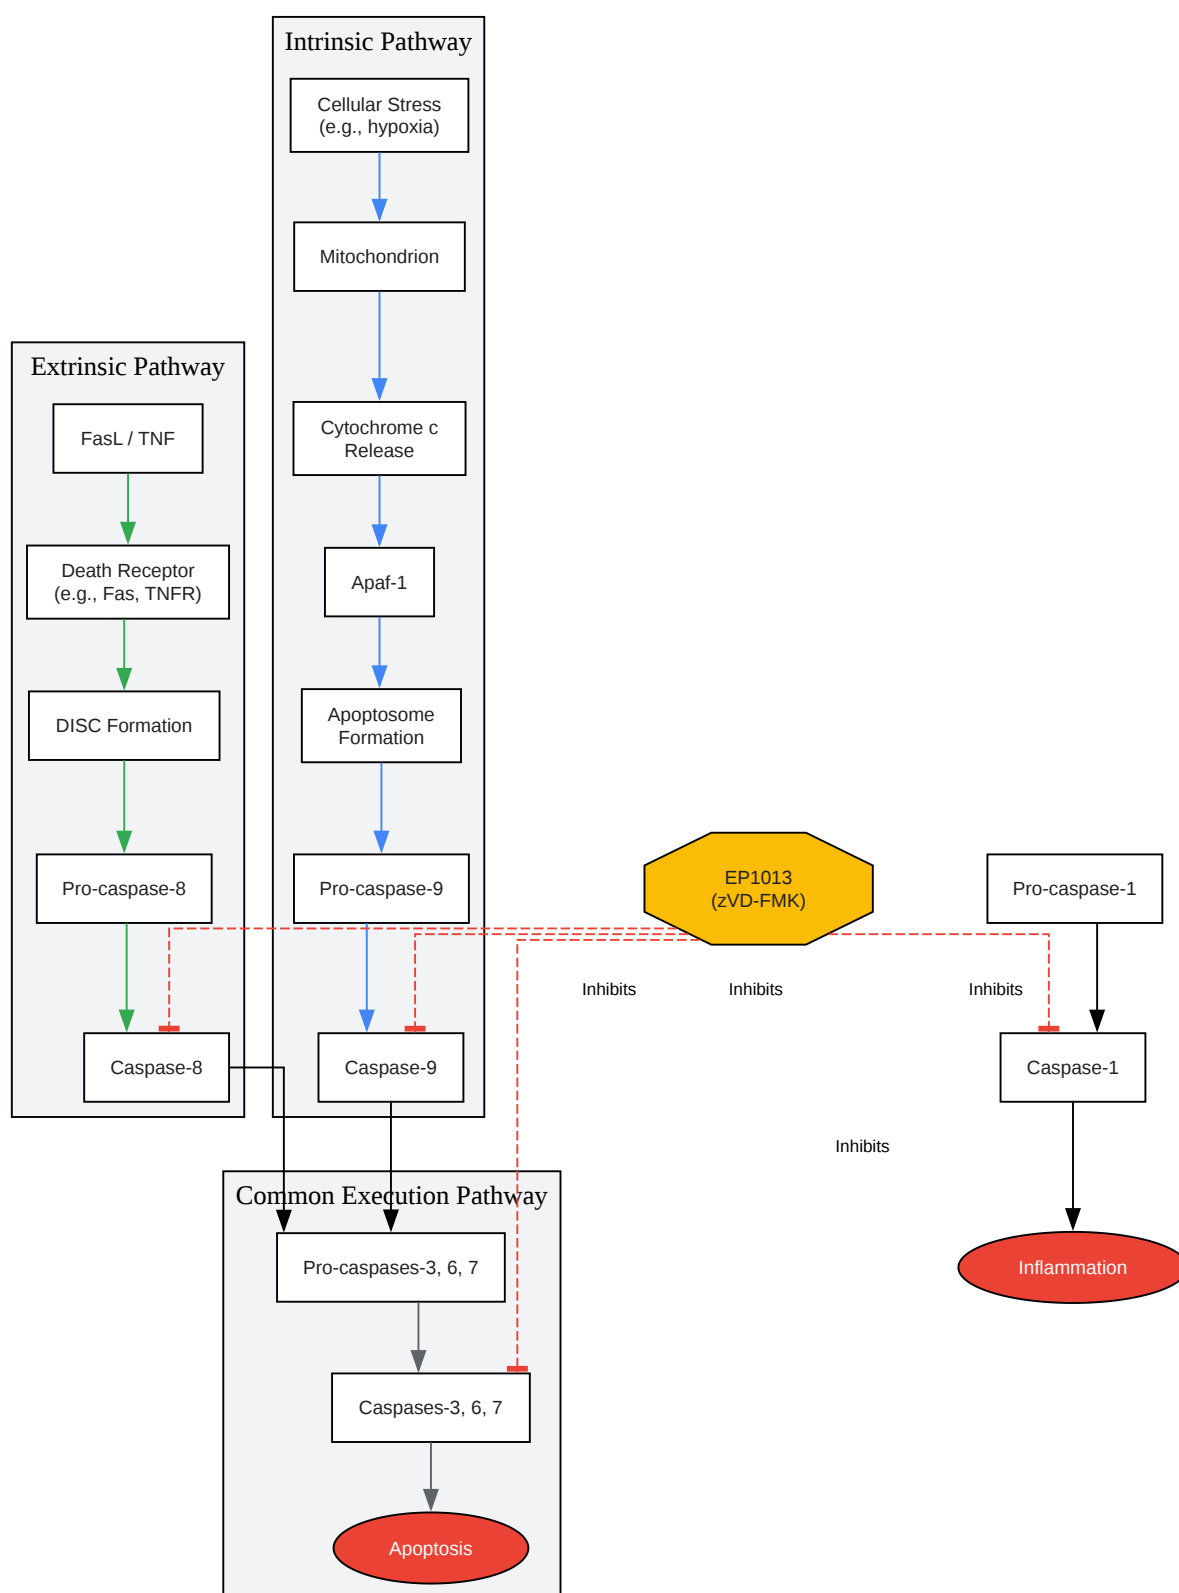 Intrinsic Pathway
Cellular Stress
(e.g., hypoxia)
Mitochondrion
Cytochrome c
Release
Apaf-1
Apoptosome
Formation
Pro-caspase-9
Caspase-9
Extrinsic Pathway
FasL / TNF
Death Receptor
(e.g., Fas, TNFR)
DISC Formation
Pro-caspase-8
Caspase-8
EP1013
(zVD-FMK)
Pro-caspase-1
Inhibits
Inhibits
Inhibits
Caspase-1
Inhibits
Common Execution Pathway
Pro-caspases-3, 6, 7
Inflammation
Caspases-3, 6, 7
Apoptosis